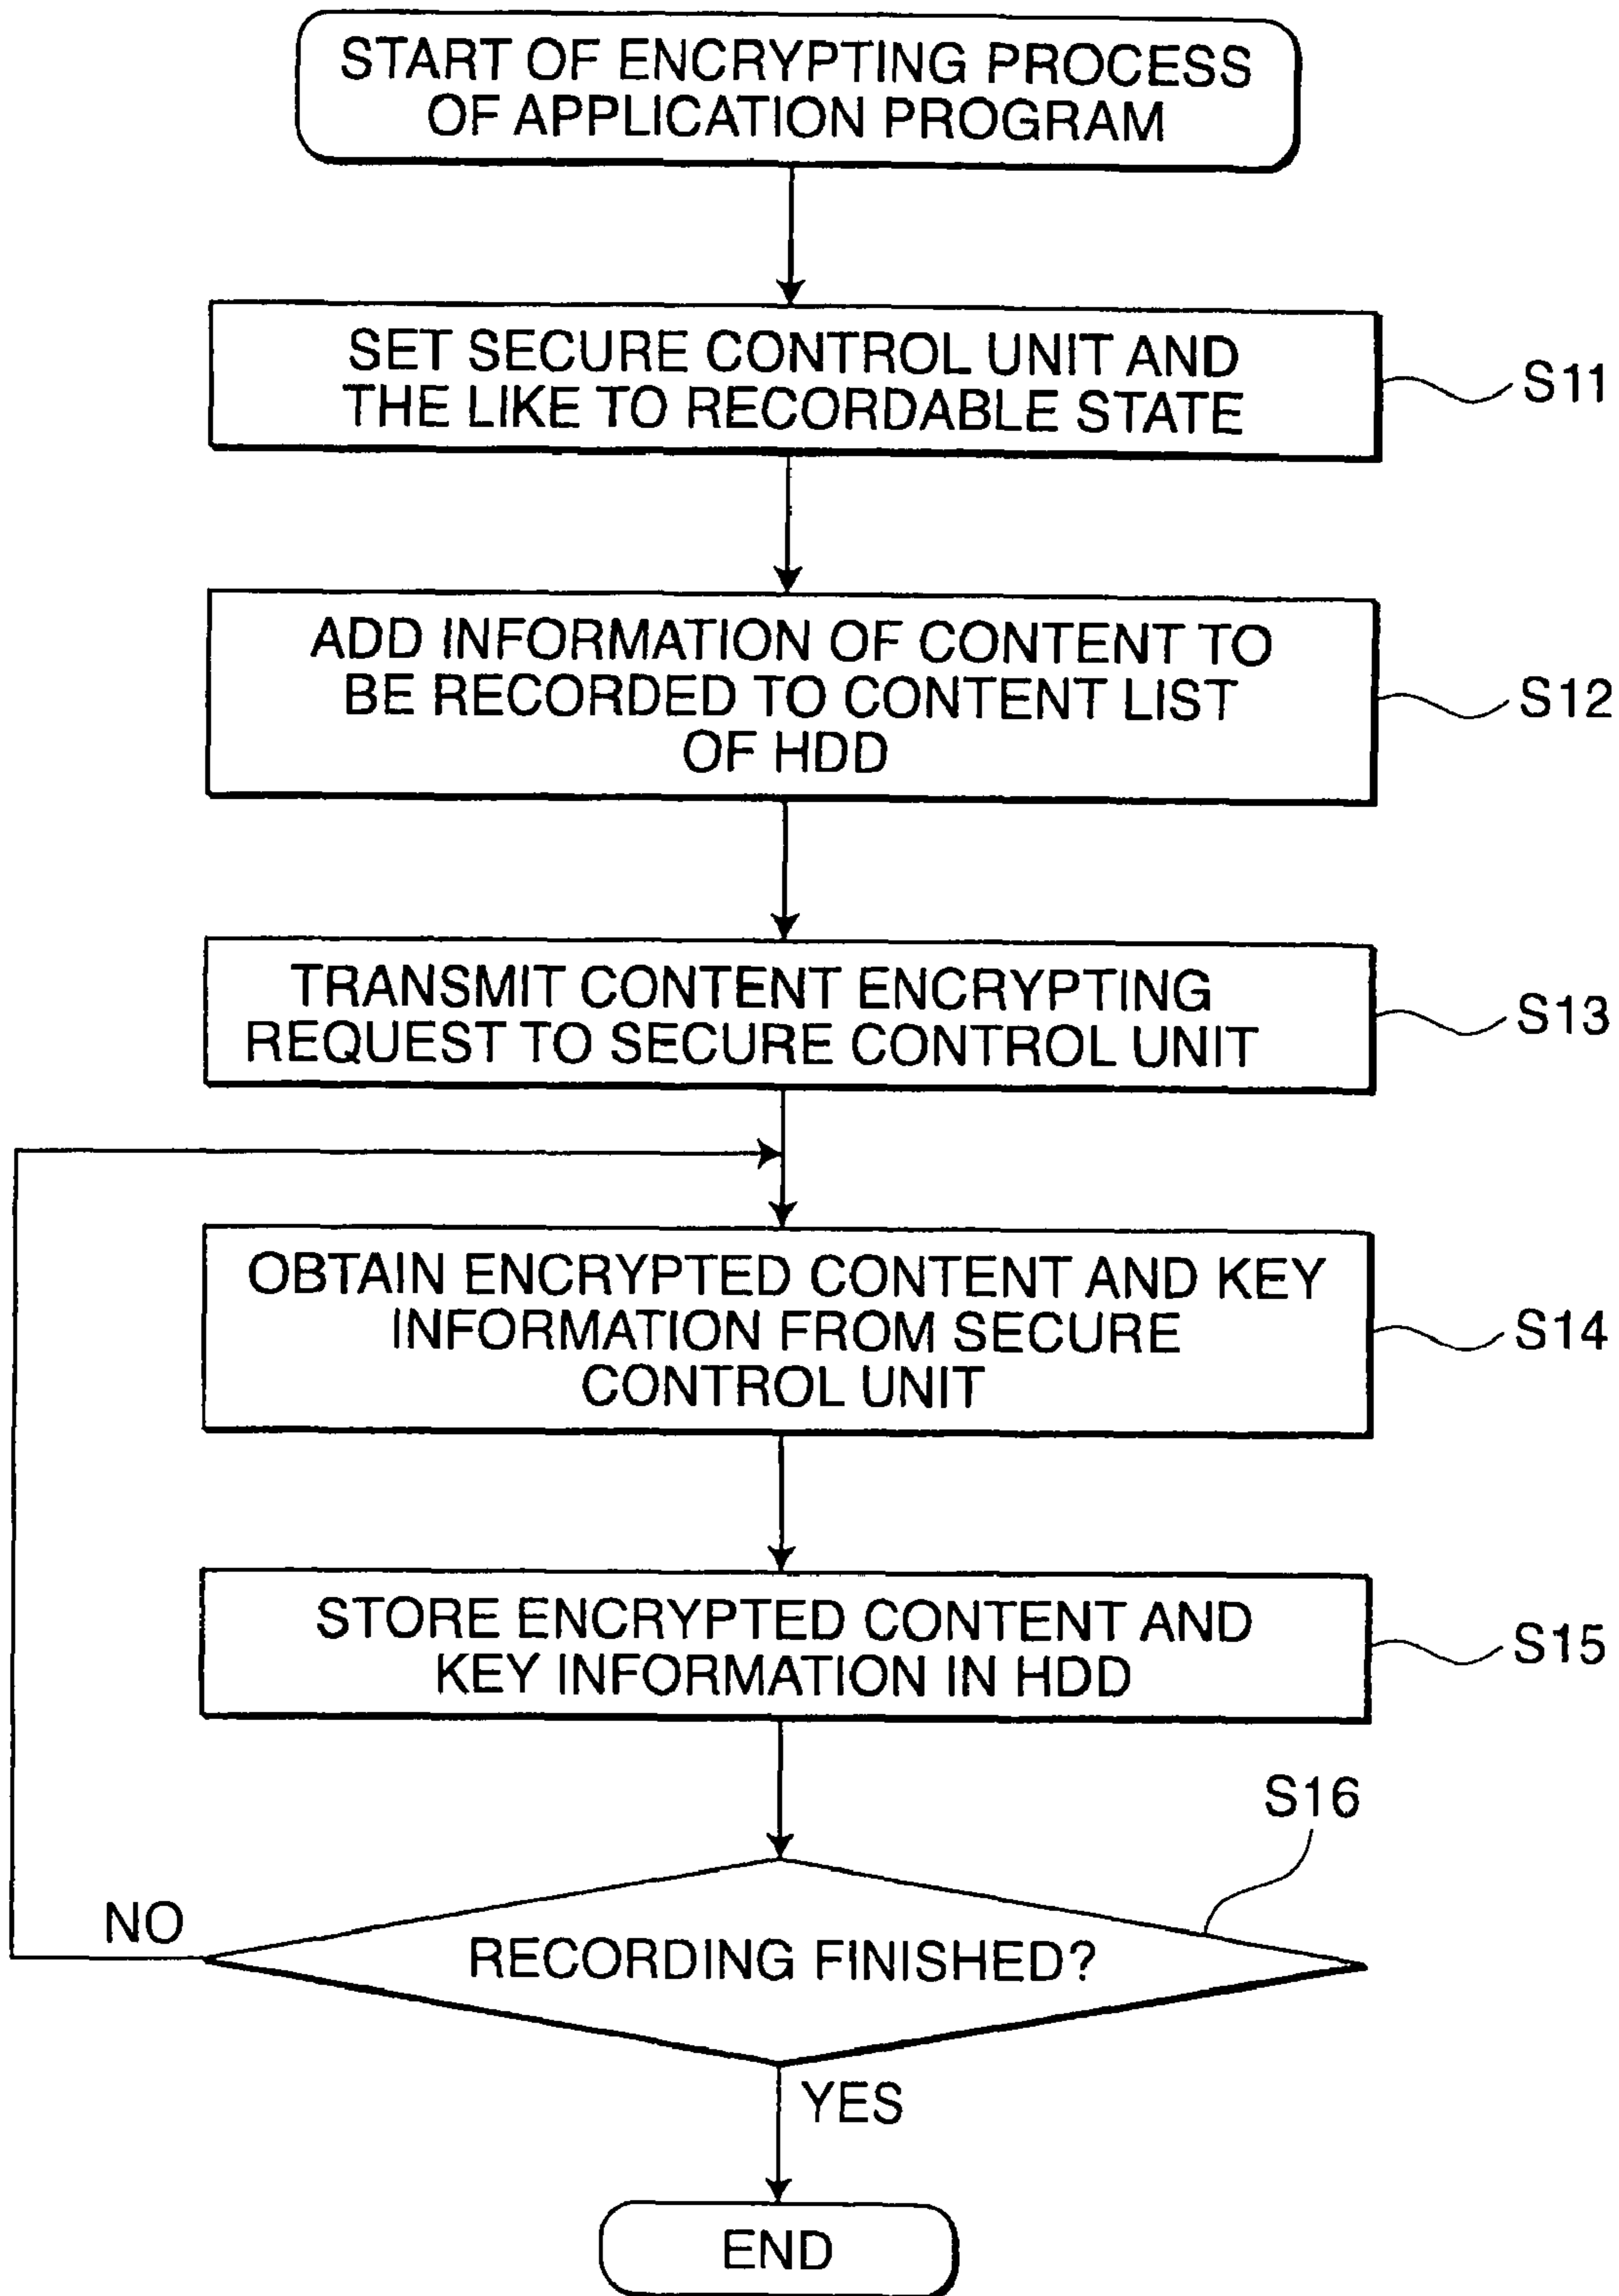 START OF ENCRYPTING PROCESS
OF APPLICATION PROGRAM
SET SECURE CONTROL UNIT AND
THE LIKE TO RECORDABLE STATE
S11
ADD INFORMATION OF CONTENT TO
BE RECORDED TO CONTENT LIST
OF HDD
S12
TRANSMIT CONTENT ENCRYPTING
REQUEST TO SECURE CONTROL UNIT
S13
OBTAIN ENCRYPTED CONTENT AND KEY
INFORMATION FROM SECURE
CONTROL UNIT
S14
STORE ENCRYPTED CONTENT AND
KEY INFORMATION IN HDD
S15
S16
NO
RECORDING FINISHED?
YES
END